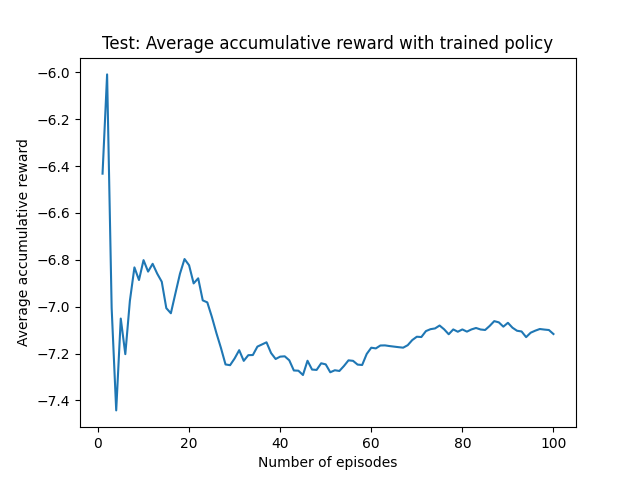 Test: Average accumulative reward with trained policy
−6.0
−6.2
−6.4
−6.6
−6.8
−7.0
−7.2
−7.4
Average accumulative reward
0 20 40 60 80 100
Number of episodes